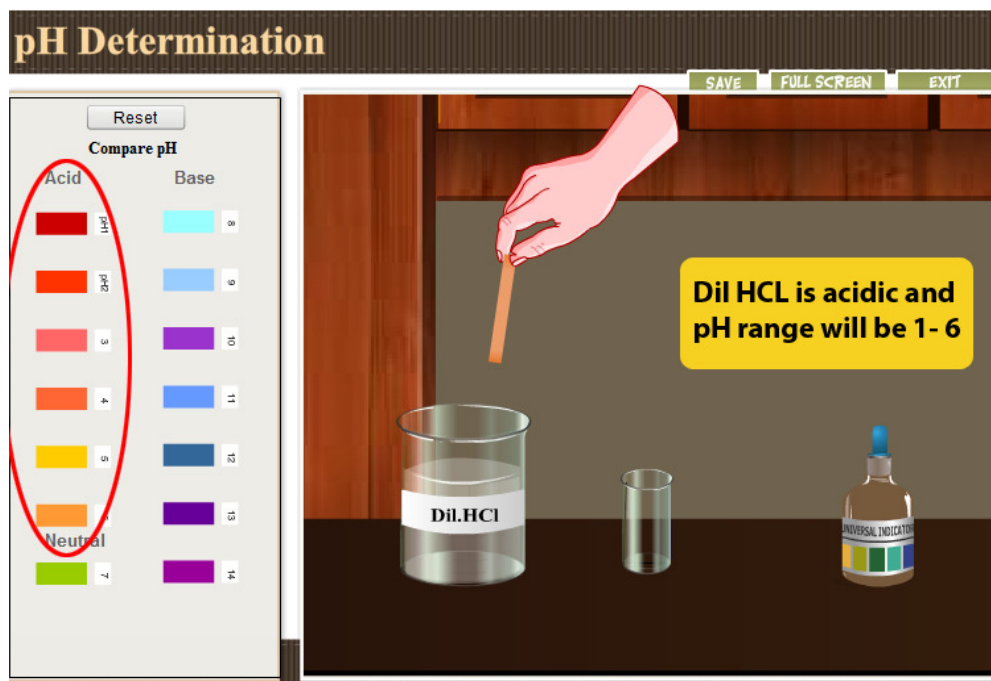 pH Determination
SAVE
FULL SCREEN
EXIT
Reset
Compare pH
Acid
Base
pH1
8
pH2
9
3
10
4
11
5
12
13
Neutral
7
14
Dil HCL is acidic and
pH range will be 1- 6
Dil.HCl
UNIVERSAL INDICATOR